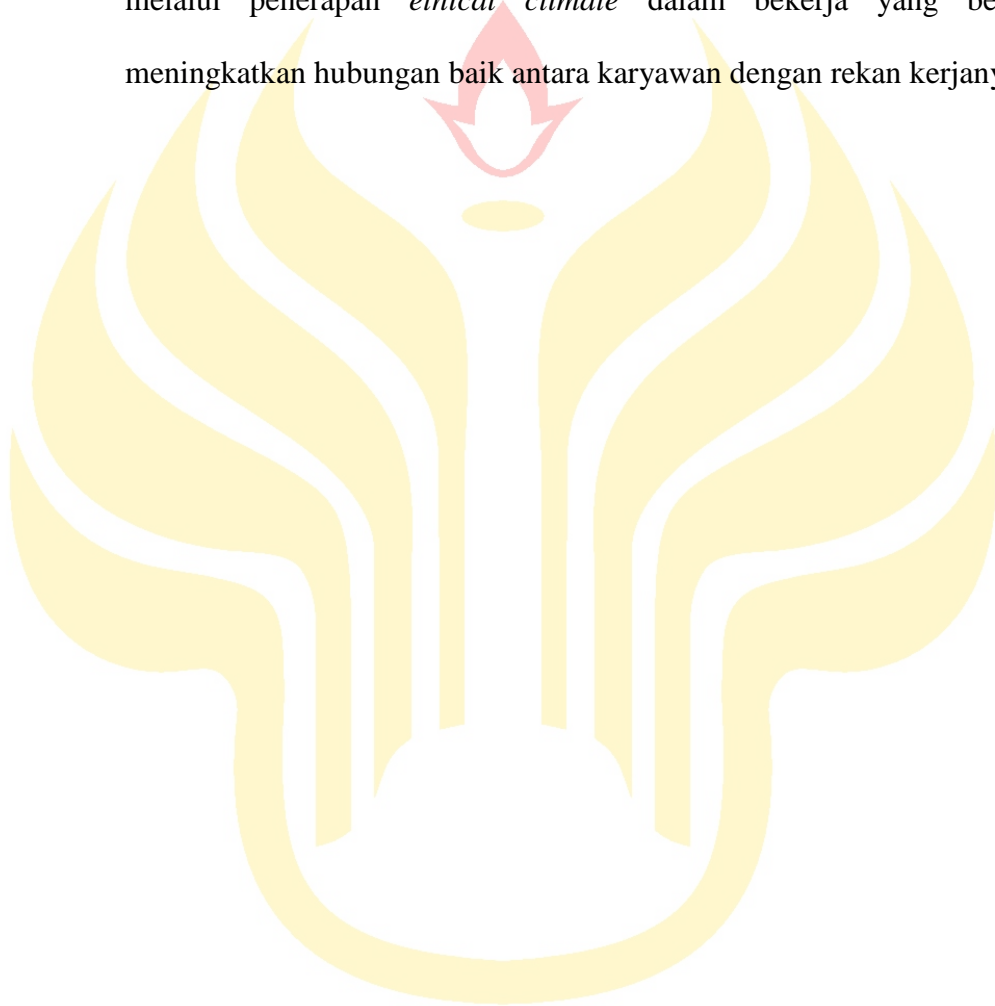 melalui penerapan ethical climate dalam bekerja yang be
meningkatkan hubungan baik antara karyawan dengan rekan kerjany